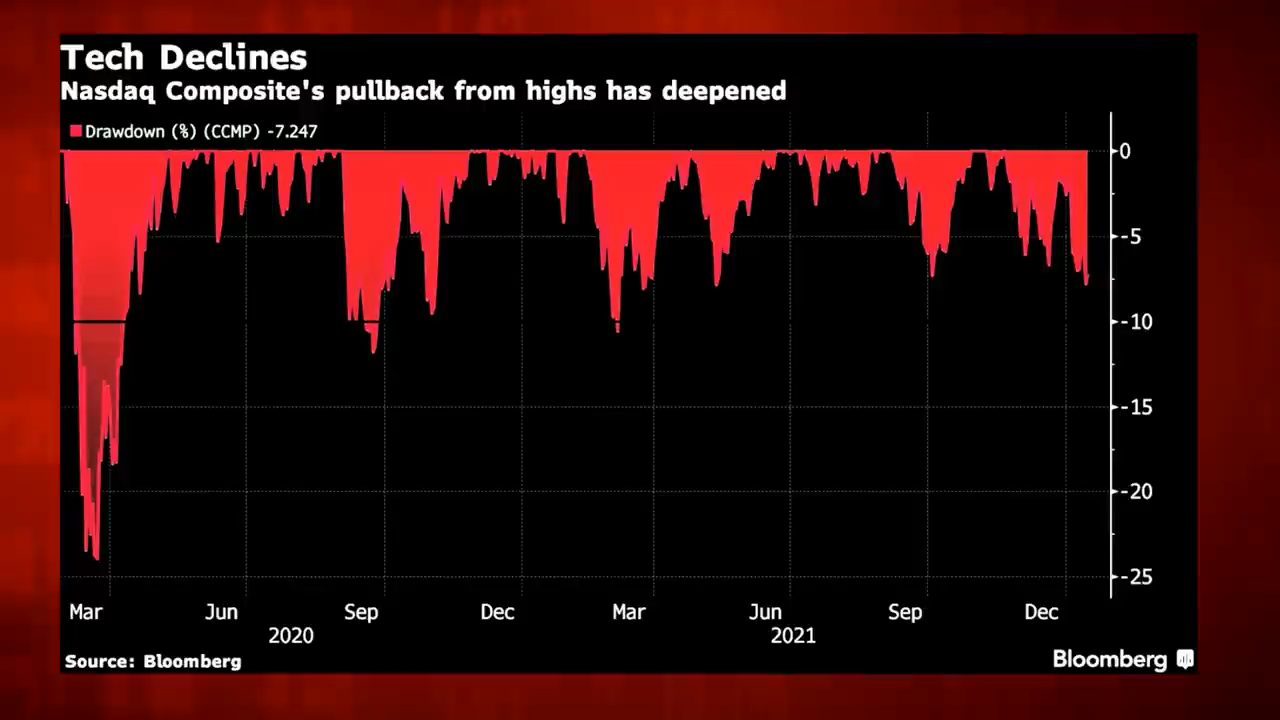 Tech Declines
Nasdaq Composite's pullback from highs has deepened
Drawdown (%) (CCMP) -7.247
0
-5
-10
-15
-20
-25
Mar Jun Sep Dec Mar Jun Sep Dec
2020 2021
Source: Bloomberg
Bloomberg